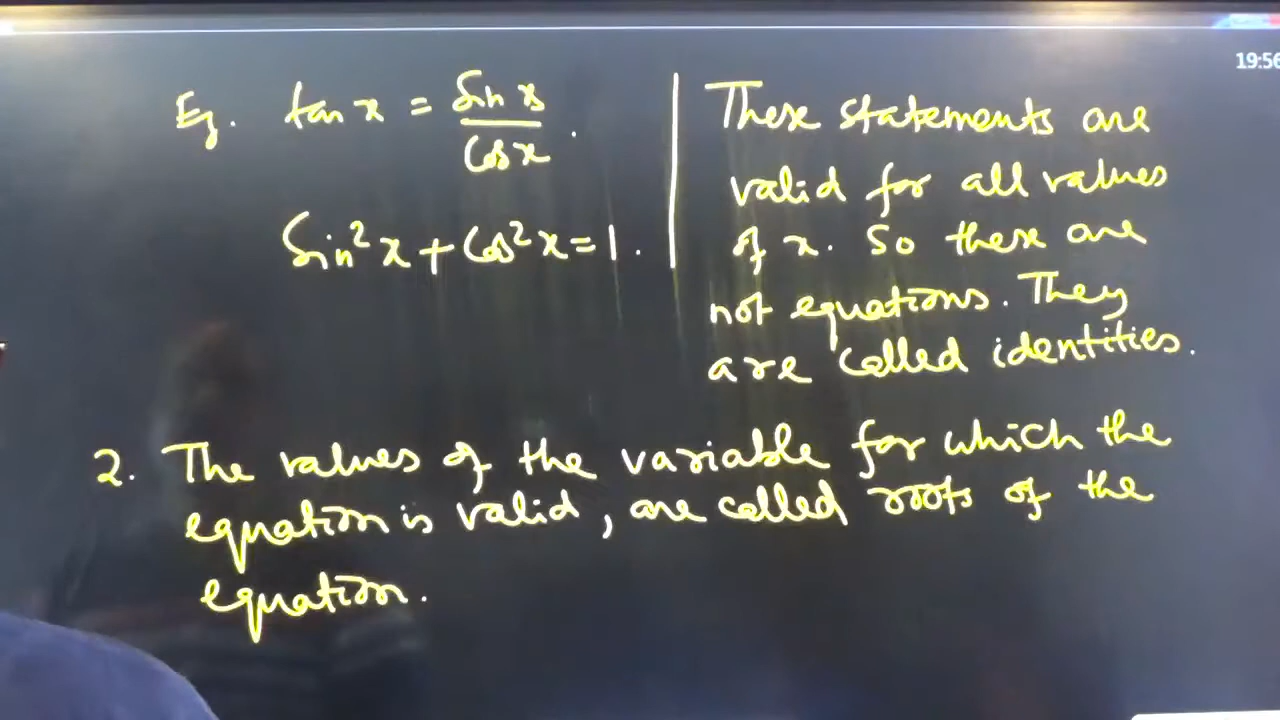 19:56
Eg. tan x = Sin x / Cos x .
Sin²x + Cos²x = 1.
These statements are
valid for all values
of x. So these are
not equations. They
are called identities.
2. The values of the variable for which the
equation is valid, are called roots of the
equation.